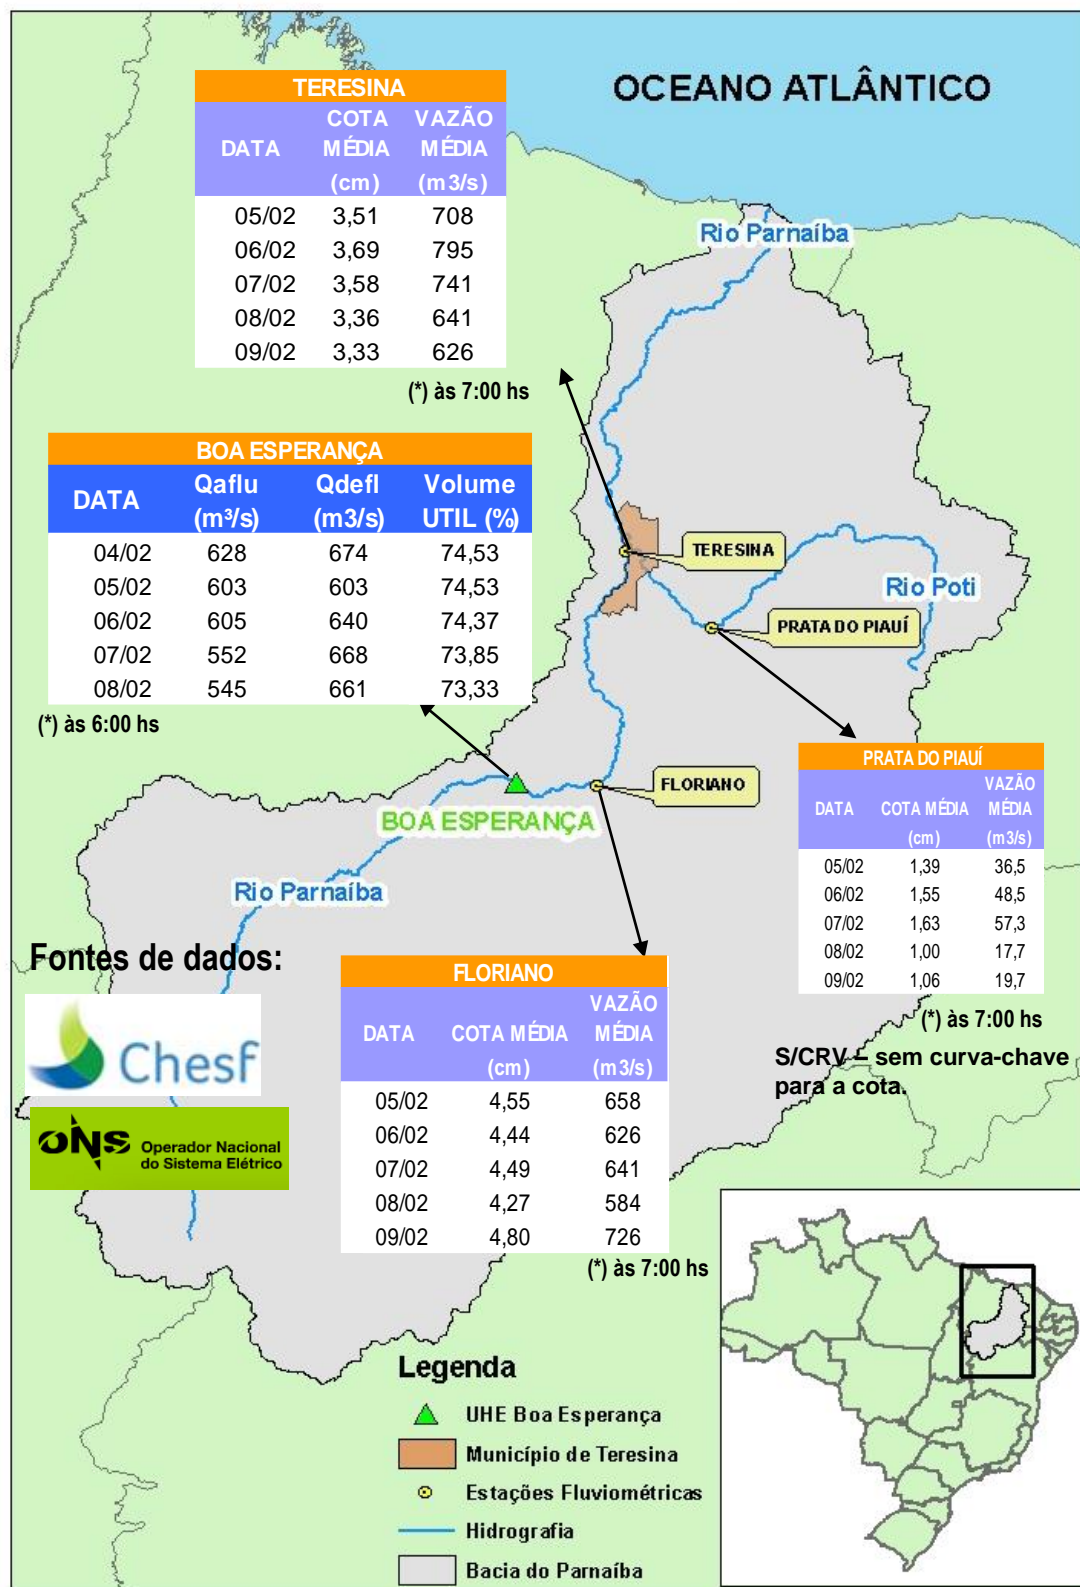 OCEANO ATLÂNTICO
TERESINA
DATA COTA MÉDIA (cm) VAZÃO MÉDIA (m3/s)
05/02 3,51 708
06/02 3,69 795
07/02 3,58 741
08/02 3,36 641
09/02 3,33 626
(*) às 7:00 hs
Rio Parnaíba
BOA ESPERANÇA
DATA Qaflu (m³/s) Qdefl (m3/s) Volume UTIL (%)
04/02 628 674 74,53
05/02 603 603 74,53
06/02 605 640 74,37
07/02 552 668 73,85
08/02 545 661 73,33
(*) às 6:00 hs
TERESINA
Rio Poti
PRATA DO PIAUÍ
FLORIANO
BOA ESPERANÇA
Rio Parnaíba
PRATA DO PIAUÍ
DATA COTA MÉDIA (cm) VAZÃO MÉDIA (m3/s)
05/02 1,39 36,5
06/02 1,55 48,5
07/02 1,63 57,3
08/02 1,00 17,7
09/02 1,06 19,7
(*) às 7:00 hs
S/CRV – sem curva-chave
para a cota.
Fontes de dados:
Chesf
ONS Operador Nacional
do Sistema Elétrico
FLORIANO
DATA COTA MÉDIA (cm) VAZÃO MÉDIA (m3/s)
05/02 4,55 658
06/02 4,44 626
07/02 4,49 641
08/02 4,27 584
09/02 4,80 726
(*) às 7:00 hs
Legenda
UHE Boa Esperança
Município de Teresina
Estações Fluviométricas
Hidrografia
Bacia do Parnaíba